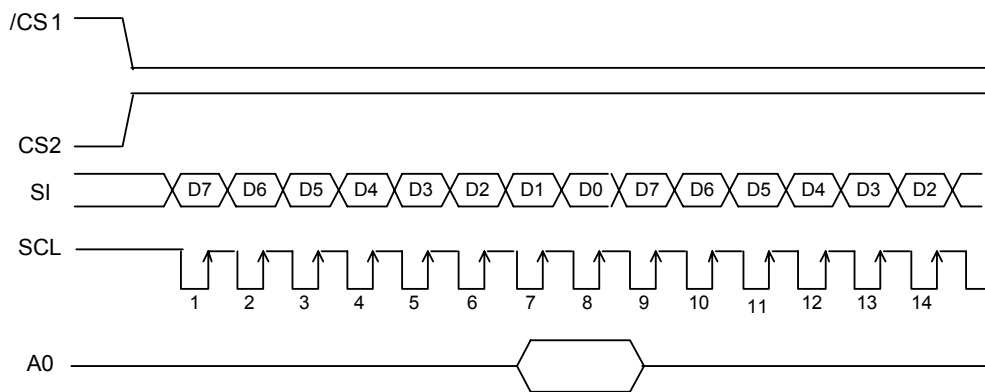 /CS1
CS2
SI D7 D6 D5 D4 D3 D2 D1 D0 D7 D6 D5 D4 D3 D2
SCL
1 2 3 4 5 6 7 8 9 10 11 12 13 14
A0